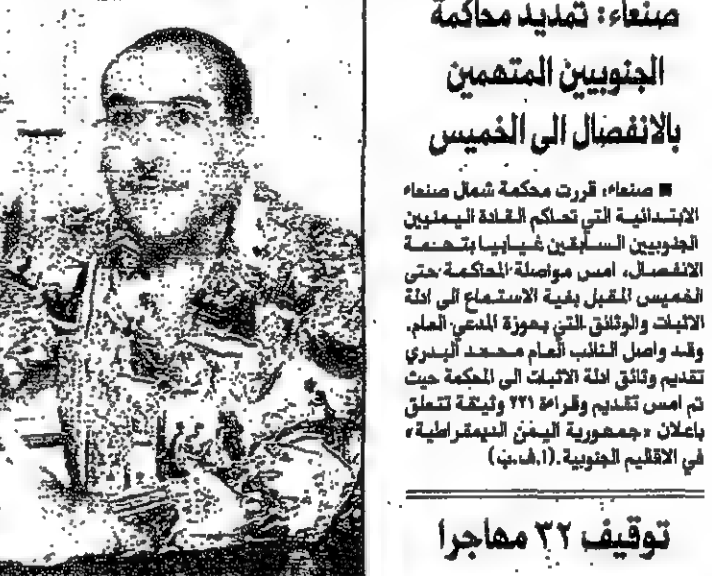 صنعاء: تمديد محاكمة
الجنوبيين المتهمين
بالانفصال الى الخميس
■ صنعاء، قررت محكمة شمال صنعاء
الابتدائية التي تحاكم القادة اليمنيين
الجنوبيين السابقين غيابيا بتهمة
الانفصال، امس مواصلة المحاكمة حتى
الخميس المقبل بغية الاستماع الى ادلة
الاثبات والوثائق التي بحوزة المدعي العام.
وقد واصل النائب العام محمد البدري
تقديم وثائق ادلة الاثبات الى المحكمة حيث
تم امس تقديم وقراءة ٢٢١ وثيقة تتعلق
باعلان «جمهورية اليمن الديمقراطية»
في الاقليم الجنوبية. (ا.ف.ب)
توقيف ٣٢ مهاجرا